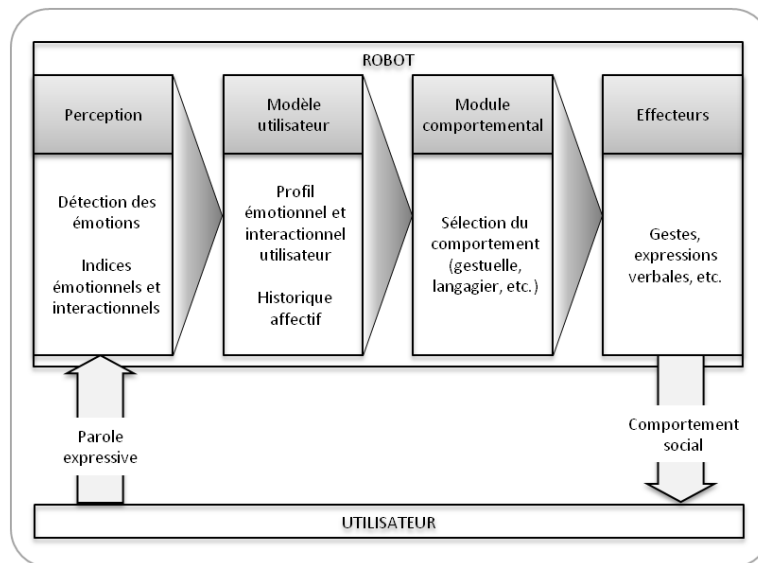 ROBOT
Perception
Détection des
émotions
Indices
émotionnels et
interactionnels
Modèle
utilisateur
Profil
émotionnel et
interactionnel
utilisateur
Historique
affectif
Module
comportemental
Sélection du
comportement
(gestuelle,
langagier, etc.)
Effecteurs
Gestes,
expressions
verbales, etc.
Parole
expressive
Comportement
social
UTILISATEUR